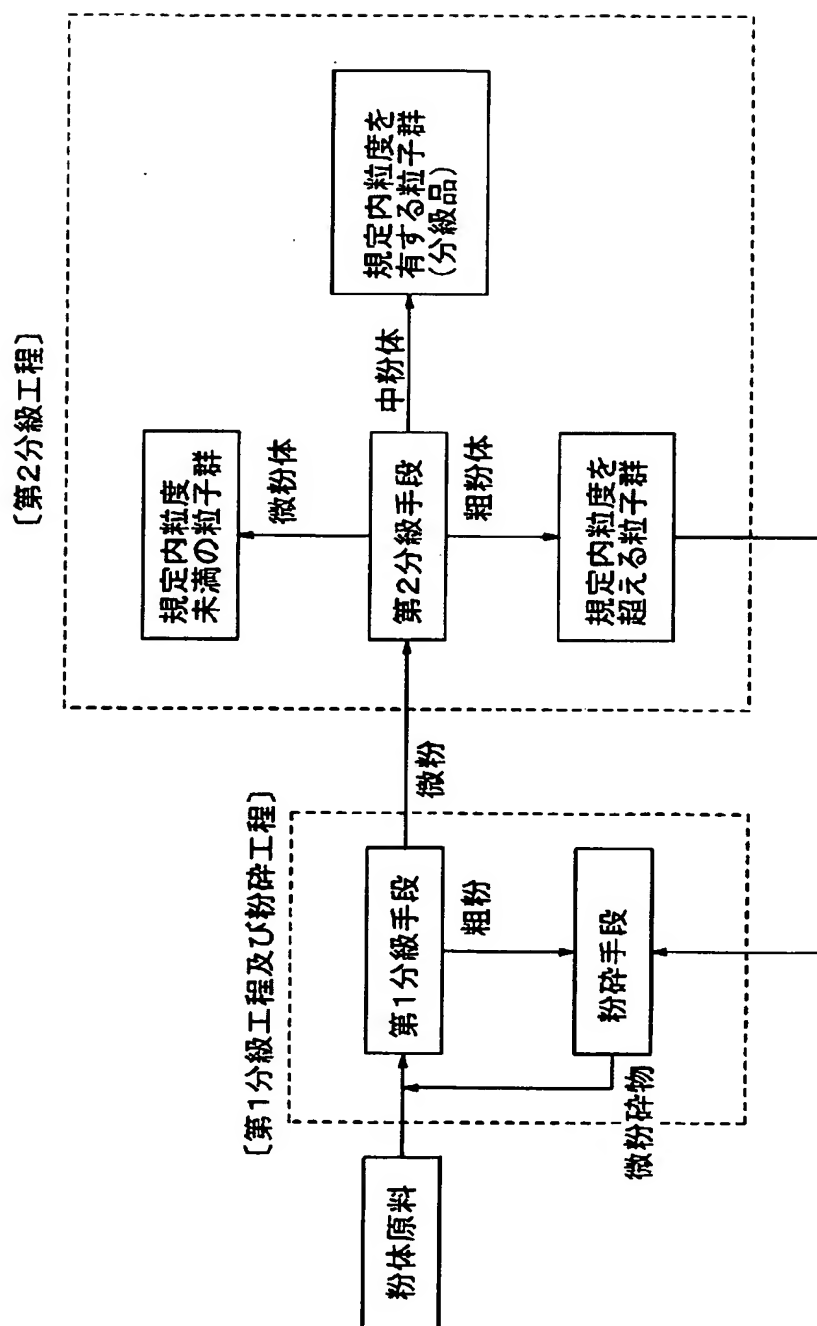 〔第2分級工程〕
規定内粒度
未満の粒子群
微粉体
第2分級手段
中粉体
規定内粒度を
有する粒子群
(分級品)
粗粉体
規定内粒度を
超える粒子群
〔第1分級工程及び粉砕工程〕
粉体原料
第1分級手段
微粉
粗粉
粉砕手段
微粉砕物